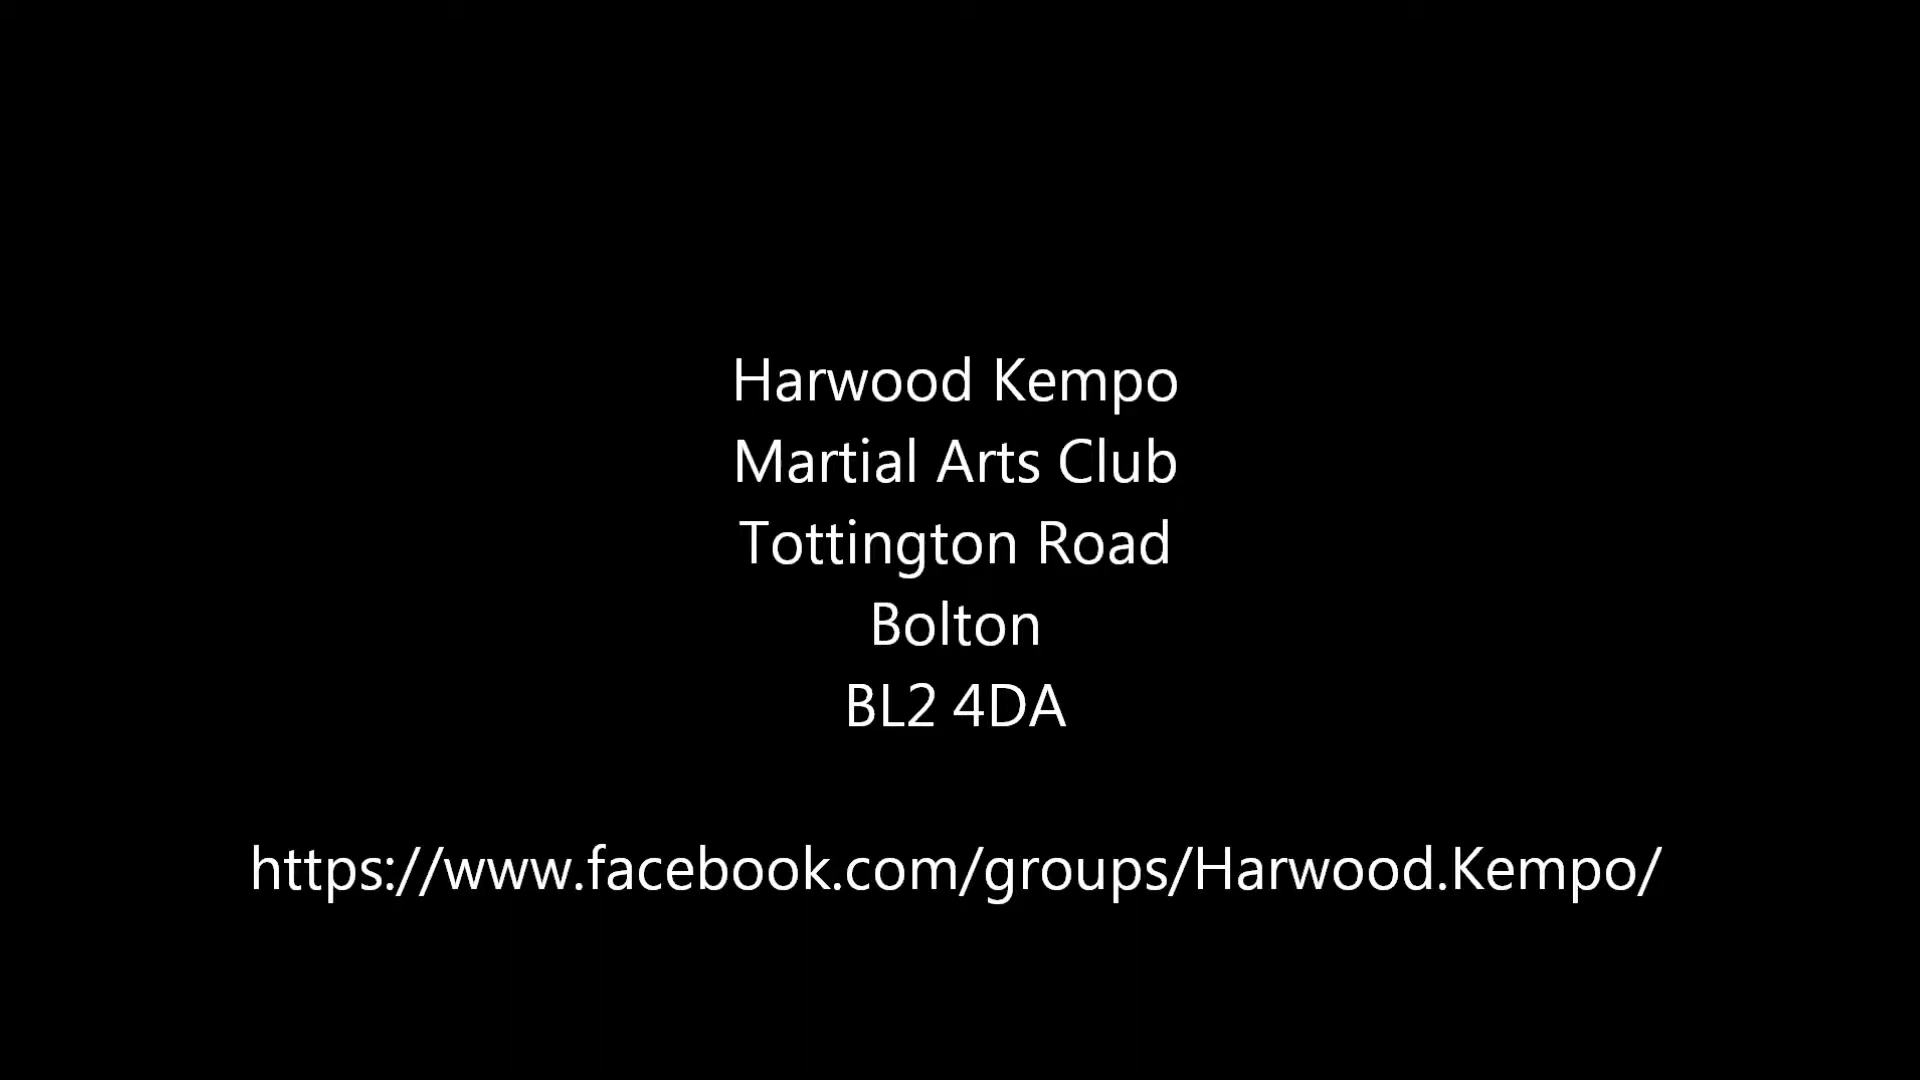 Harwood Kempo
Martial Arts Club
Tottington Road
Bolton
BL2 4DA
https://www.facebook.com/groups/Harwood.Kempo/